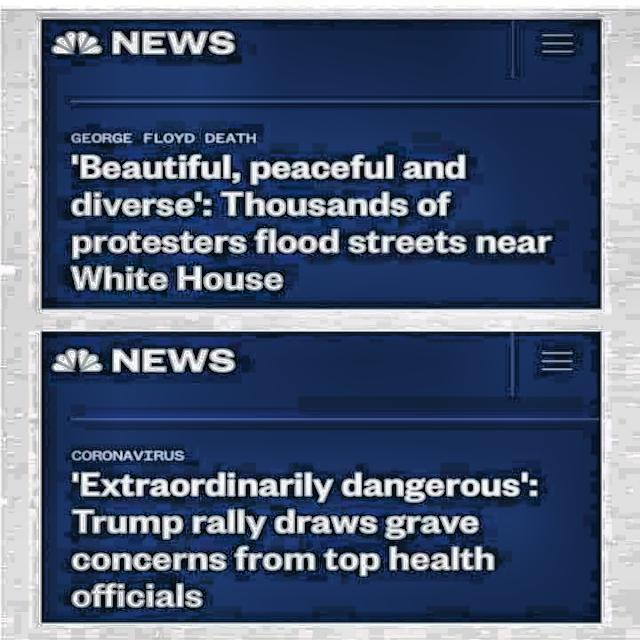 NEWS
GEORGE FLOYD DEATH
'Beautiful, peaceful and
diverse': Thousands of
protesters flood streets near
White House
NEWS
CORONAVIRUS
'Extraordinarily dangerous':
Trump rally draws grave
concerns from top health
officials